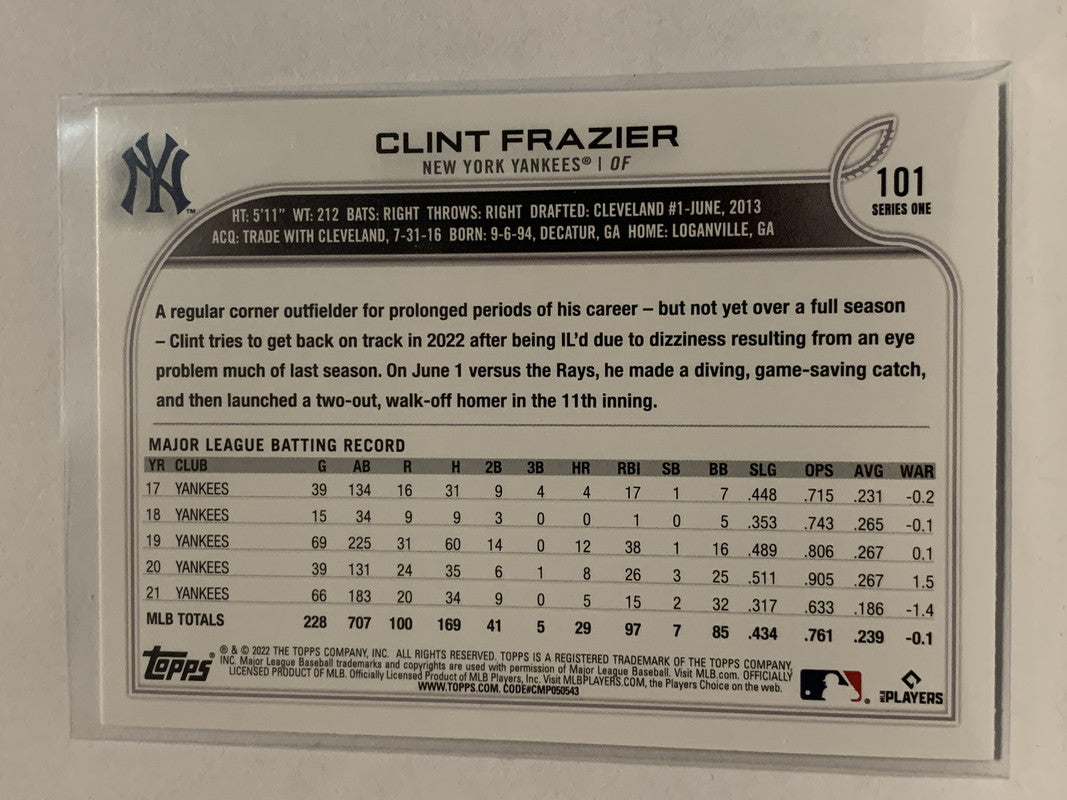 NY™
CLINT FRAZIER
NEW YORK YANKEES® | OF
101
SERIES ONE
HT: 5'11" WT: 212 BATS: RIGHT THROWS: RIGHT DRAFTED: CLEVELAND #1-JUNE, 2013
ACQ: TRADE WITH CLEVELAND, 7-31-16 BORN: 9-6-94, DECATUR, GA HOME: LOGANVILLE, GA
A regular corner outfielder for prolonged periods of his career – but not yet over a full season
– Clint tries to get back on track in 2022 after being IL'd due to dizziness resulting from an eye
problem much of last season. On June 1 versus the Rays, he made a diving, game-saving catch,
and then launched a two-out, walk-off homer in the 11th inning.
MAJOR LEAGUE BATTING RECORD
YR CLUB G AB R H 2B 3B HR RBI SB BB SLG OPS AVG WAR
17 YANKEES 39 134 16 31 9 4 4 17 1 7 .448 .715 .231 -0.2
18 YANKEES 15 34 9 9 3 0 0 1 0 5 .353 .743 .265 -0.1
19 YANKEES 69 225 31 60 14 0 12 38 1 16 .489 .806 .267 0.1
20 YANKEES 39 131 24 35 6 1 8 26 3 25 .511 .905 .267 1.5
21 YANKEES 66 183 20 34 9 0 5 15 2 32 .317 .633 .186 -1.4
MLB TOTALS 228 707 100 169 41 5 29 97 7 85 .434 .761 .239 -0.1
Topps®
® & © 2022 THE TOPPS COMPANY, INC. ALL RIGHTS RESERVED. TOPPS IS A REGISTERED TRADEMARK OF THE TOPPS COMPANY,
INC. Major League Baseball trademarks and copyrights are used with permission of Major League Baseball. Visit MLB.com. OFFICIALLY
LICENSED PRODUCT OF MLB. Officially Licensed Product of MLB Players, Inc. Visit MLBPLAYERS.COM, the Players Choice on the web.
WWW.TOPPS.COM. CODE#CMP050543
®
MLB PLAYERS